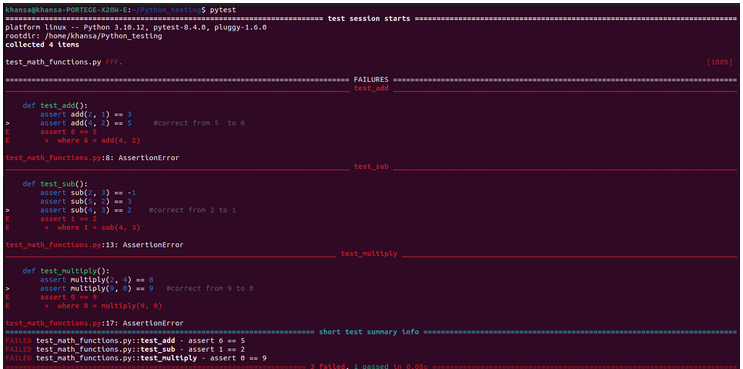 khansa@khansa-PORTEGE-X20W-E:~/Python_testing$ pytest
============================= test session starts =============================
platform linux -- Python 3.10.12, pytest-8.4.0, pluggy-1.6.0
rootdir: /home/khansa/Python_testing
collected 4 items
test_math_functions.py FFF. [100%]
============================= FAILURES =============================
_____________________________ test_add _____________________________
def test_add():
assert add(2, 1) == 3
> assert add(4, 2) == 5 #correct from 5 to 6
E assert 6 == 5
E + where 6 = add(4, 2)
test_math_functions.py:8: AssertionError
_____________________________ test_sub _____________________________
def test_sub():
assert sub(2, 3) == -1
assert sub(5, 2) == 3
> assert sub(4, 3) == 2 #correct from 2 to 1
E assert 1 == 2
E + where 1 = sub(4, 3)
test_math_functions.py:13: AssertionError
_____________________________ test_multiply _____________________________
def test_multiply():
assert multiply(2, 4) == 8
> assert multiply(9, 0) == 9 #correct from 9 to 0
E assert 0 == 9
E + where 0 = multiply(9, 0)
test_math_functions.py:17: AssertionError
============================= short test summary info =============================
FAILED test_math_functions.py::test_add - assert 6 == 5
FAILED test_math_functions.py::test_sub - assert 1 == 2
FAILED test_math_functions.py::test_multiply - assert 0 == 9
============================= 3 failed, 1 passed in 0.08s =============================